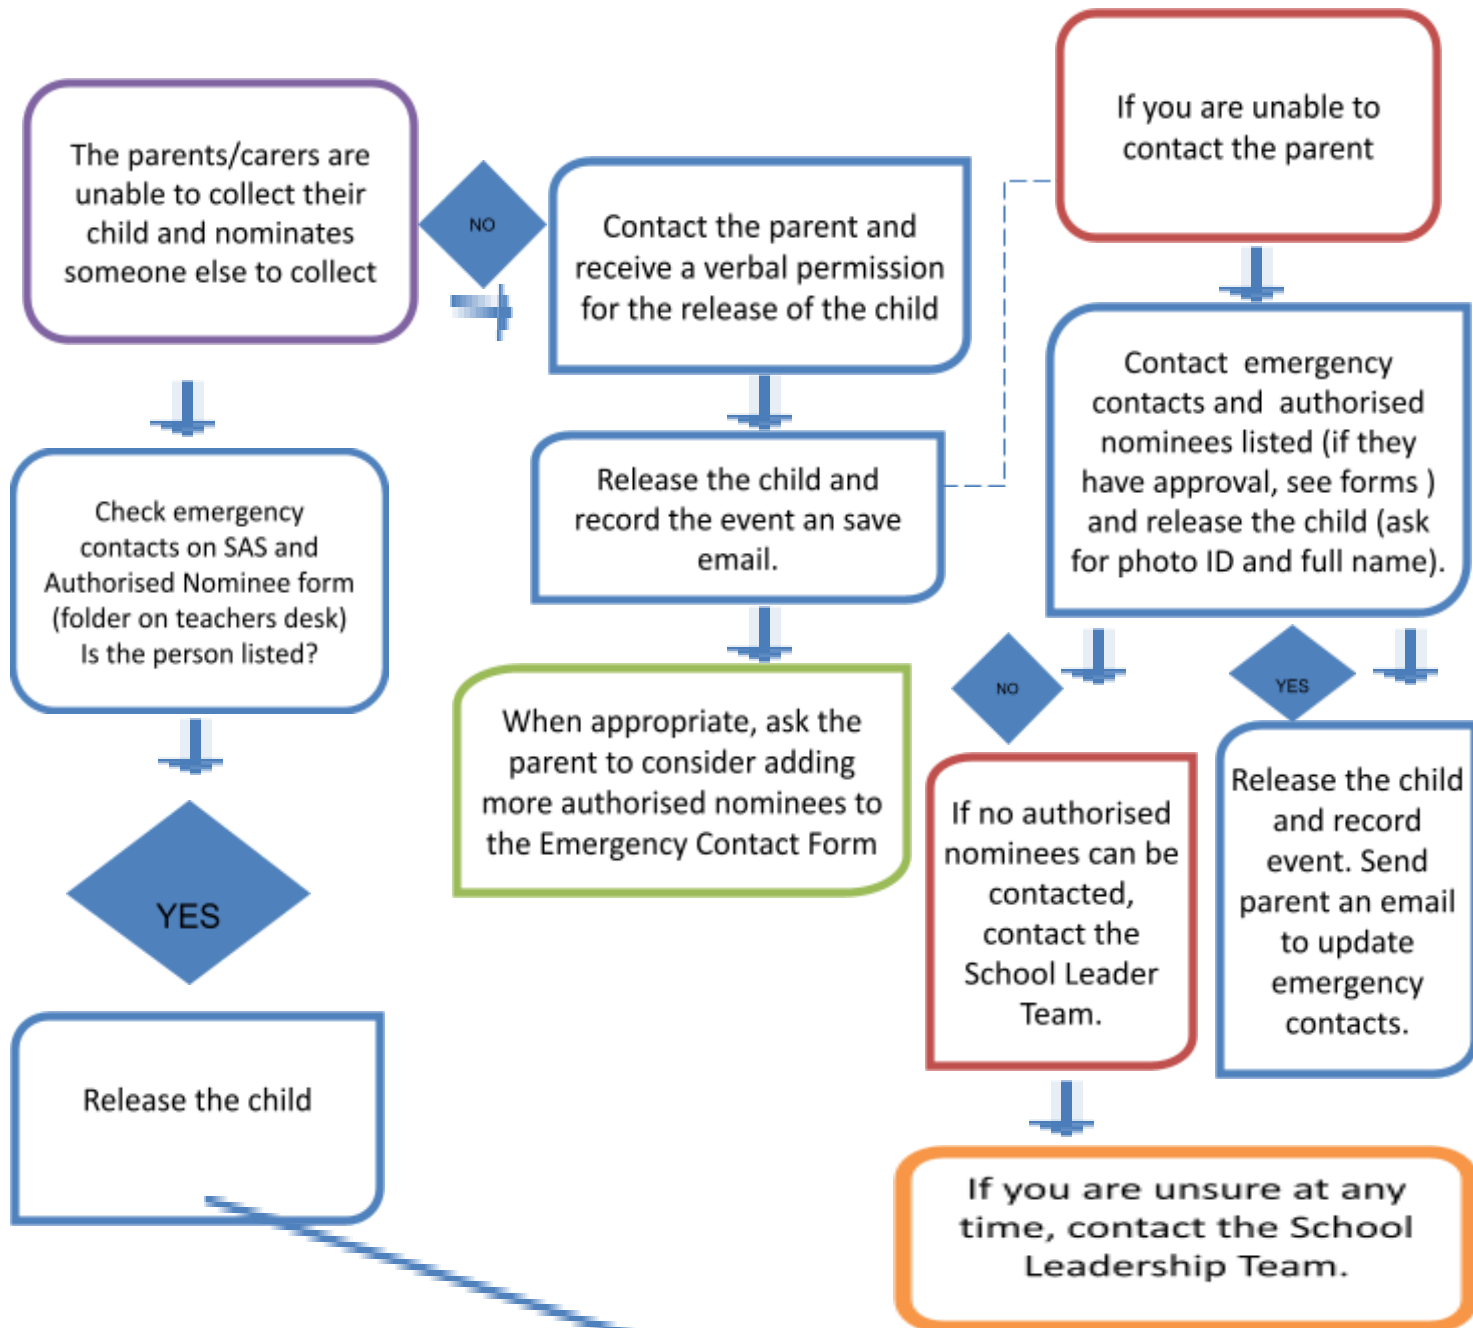 The parents/carers are
unable to collect their
child and nominates
someone else to collect
NO
Contact the parent and
receive a verbal permission
for the release of the child
If you are unable to
contact the parent
Check emergency
contacts on SAS and
Authorised Nominee form
(folder on teachers desk)
Is the person listed?
Release the child and
record the event an save
email.
Contact emergency
contacts and authorised
nominees listed (if they
have approval, see forms )
and release the child (ask
for photo ID and full name).
When appropriate, ask the
parent to consider adding
more authorised nominees to
the Emergency Contact Form
NO
YES
YES
If no authorised
nominees can be
contacted,
contact the
School Leader
Team.
Release the child
and record
event. Send
parent an email
to update
emergency
contacts.
Release the child
If you are unsure at any
time, contact the School
Leadership Team.